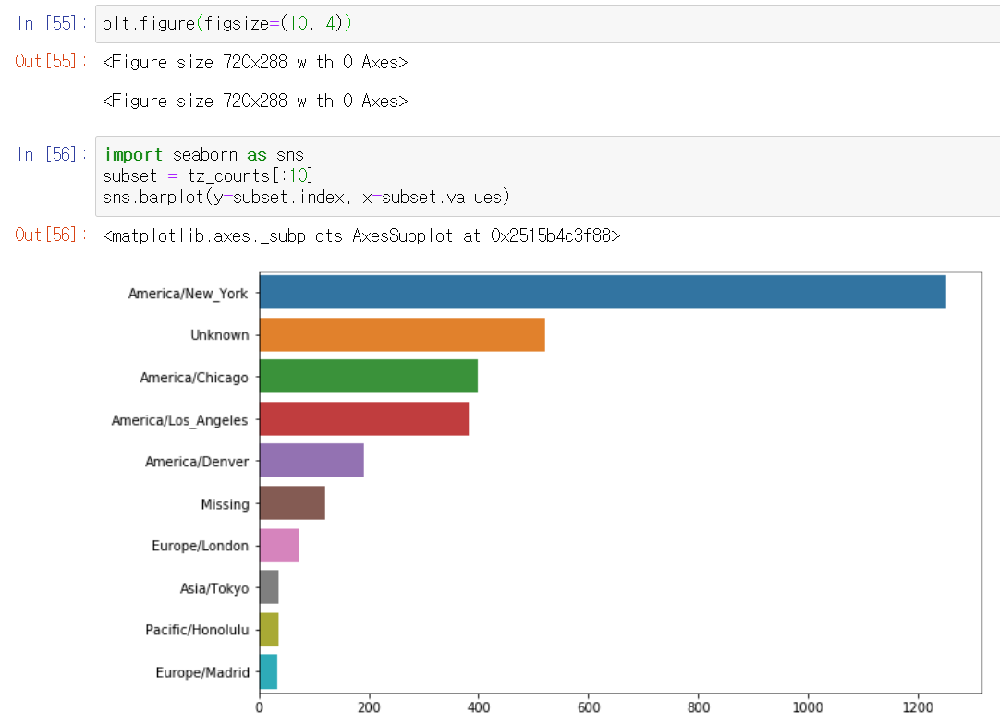 In [55]: plt.figure(figsize=(10, 4))
Out[55]: <Figure size 720x288 with 0 Axes>
<Figure size 720x288 with 0 Axes>
In [56]: import seaborn as sns
subset = tz_counts[:10]
sns.barplot(y=subset.index, x=subset.values)
Out[56]: <matplotlib.axes._subplots.AxesSubplot at 0x2515b4c3f88>
America/New_York
Unknown
America/Chicago
America/Los_Angeles
America/Denver
Missing
Europe/London
Asia/Tokyo
Pacific/Honolulu
Europe/Madrid
0 200 400 600 800 1000 1200